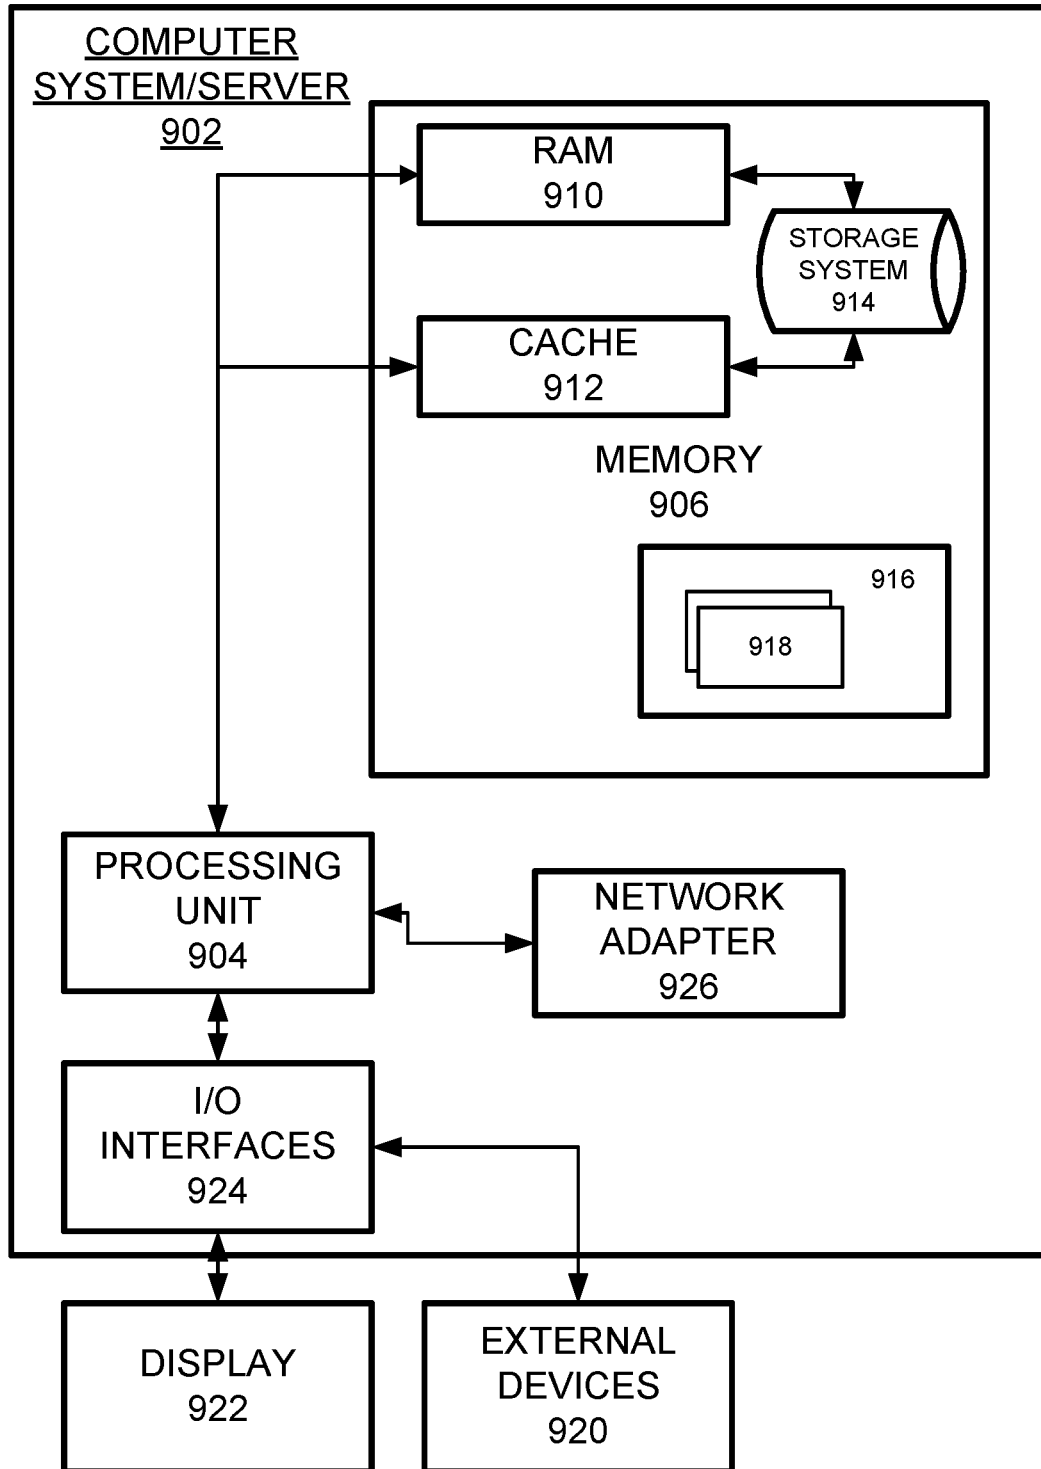 COMPUTER
SYSTEM/SERVER
902
RAM
910
STORAGE
SYSTEM
914
CACHE
912
MEMORY
906
916
918
PROCESSING
UNIT
904
NETWORK
ADAPTER
926
I/O
INTERFACES
924
DISPLAY
922
EXTERNAL
DEVICES
920